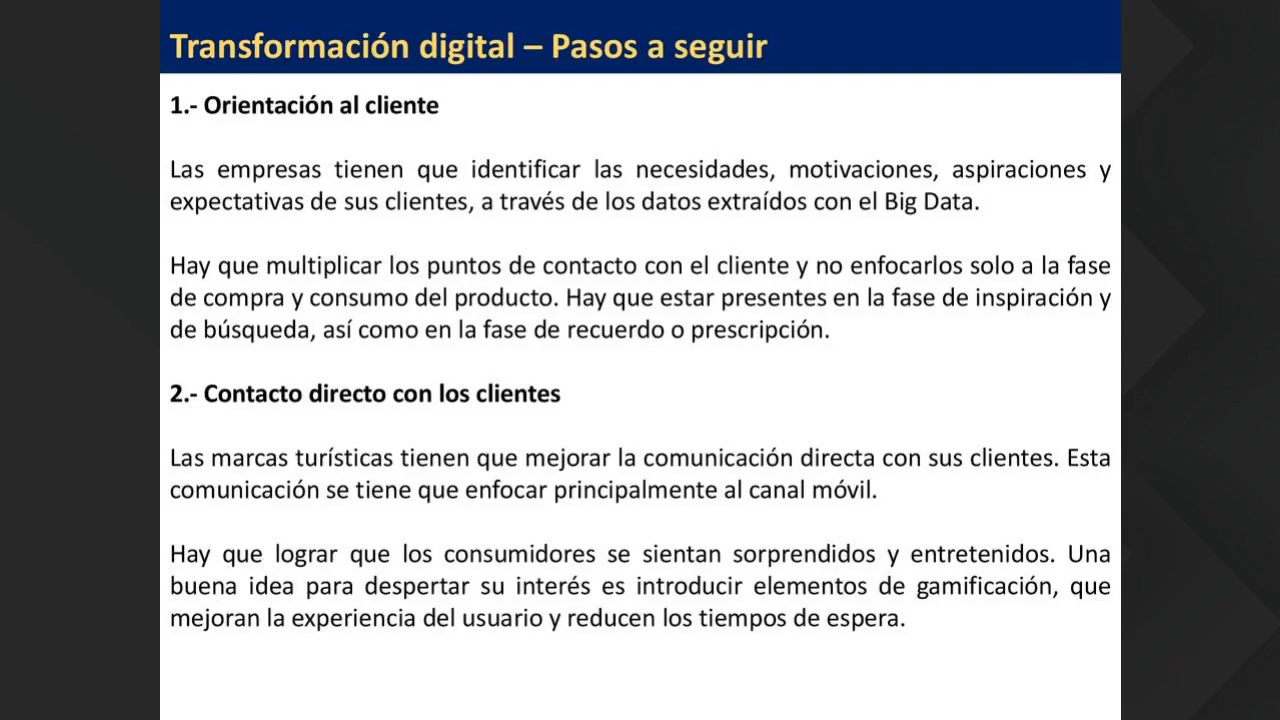 Transformación digital – Pasos a seguir
1.- Orientación al cliente
Las empresas tienen que identificar las necesidades, motivaciones, aspiraciones y
expectativas de sus clientes, a través de los datos extraídos con el Big Data.
Hay que multiplicar los puntos de contacto con el cliente y no enfocarlos solo a la fase
de compra y consumo del producto. Hay que estar presentes en la fase de inspiración y
de búsqueda, así como en la fase de recuerdo o prescripción.
2.- Contacto directo con los clientes
Las marcas turísticas tienen que mejorar la comunicación directa con sus clientes. Esta
comunicación se tiene que enfocar principalmente al canal móvil.
Hay que lograr que los consumidores se sientan sorprendidos y entretenidos. Una
buena idea para despertar su interés es introducir elementos de gamificación, que
mejoran la experiencia del usuario y reducen los tiempos de espera.